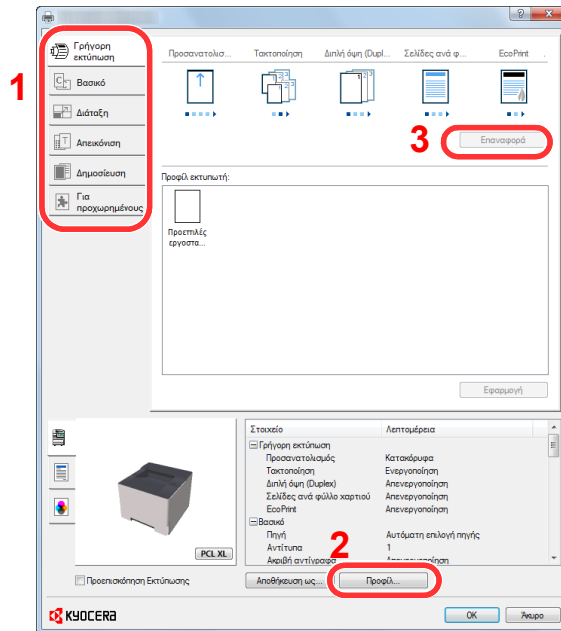 Γρήγορη
εκτύπωση
1
Βασικό
Διάταξη
Απεικόνιση
Δημοσίευση
Για
προχωρημένους
Προσανατολισ... Τακτοποίηση Διπλή όψη (Dupl... Σελίδες ανά φ... EcoPrint
3
Επαναφορά
Προφίλ εκτυπωτή:
Προεπιλές
εργοστα...
Εφαρμογή
Στοιχείο Λεπτομέρεια
Γρήγορη εκτύπωση
Προσανατολισμός Κατακόρυφα
Τακτοποίηση Ενεργοποίηση
Διπλή όψη (Duplex) Απενεργοποίηση
Σελίδες ανά φύλλο χαρτιού Απενεργοποίηση
EcoPrint Απενεργοποίηση
Βασικό
Πηγή Αυτόματη επιλογή πηγής
Αντίτυπα 1
Ακριβή αντίγραφα Απενεργοποίηση
PCL XL
2
Προεπισκόπηση Εκτύπωσης
Αποθήκευση ως... Προφίλ...
KYOCERA
OK Άκυρο